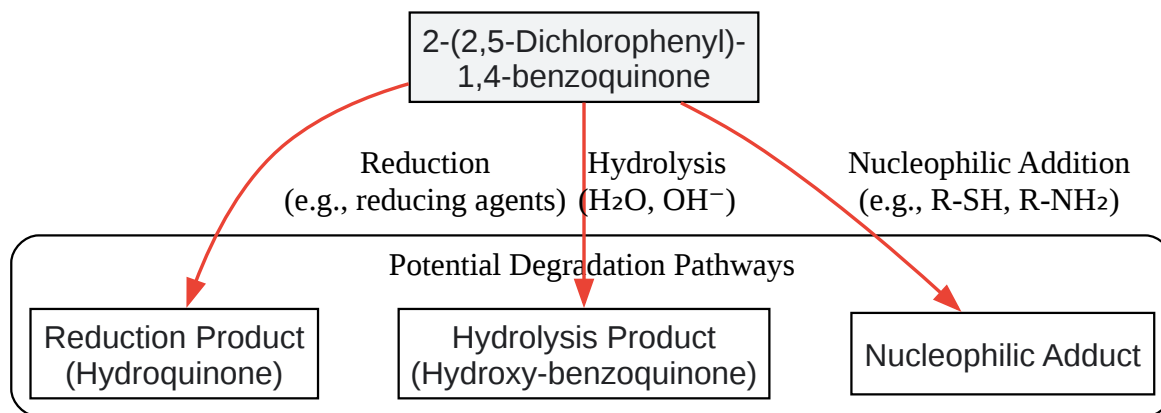 2-(2,5-Dichlorophenyl)-
1,4-benzoquinone
Reduction
(e.g., reducing agents)
Hydrolysis
(H₂O, OH⁻)
Nucleophilic Addition
(e.g., R-SH, R-NH₂)
Potential Degradation Pathways
Reduction Product
(Hydroquinone)
Hydrolysis Product
(Hydroxy-benzoquinone)
Nucleophilic Adduct